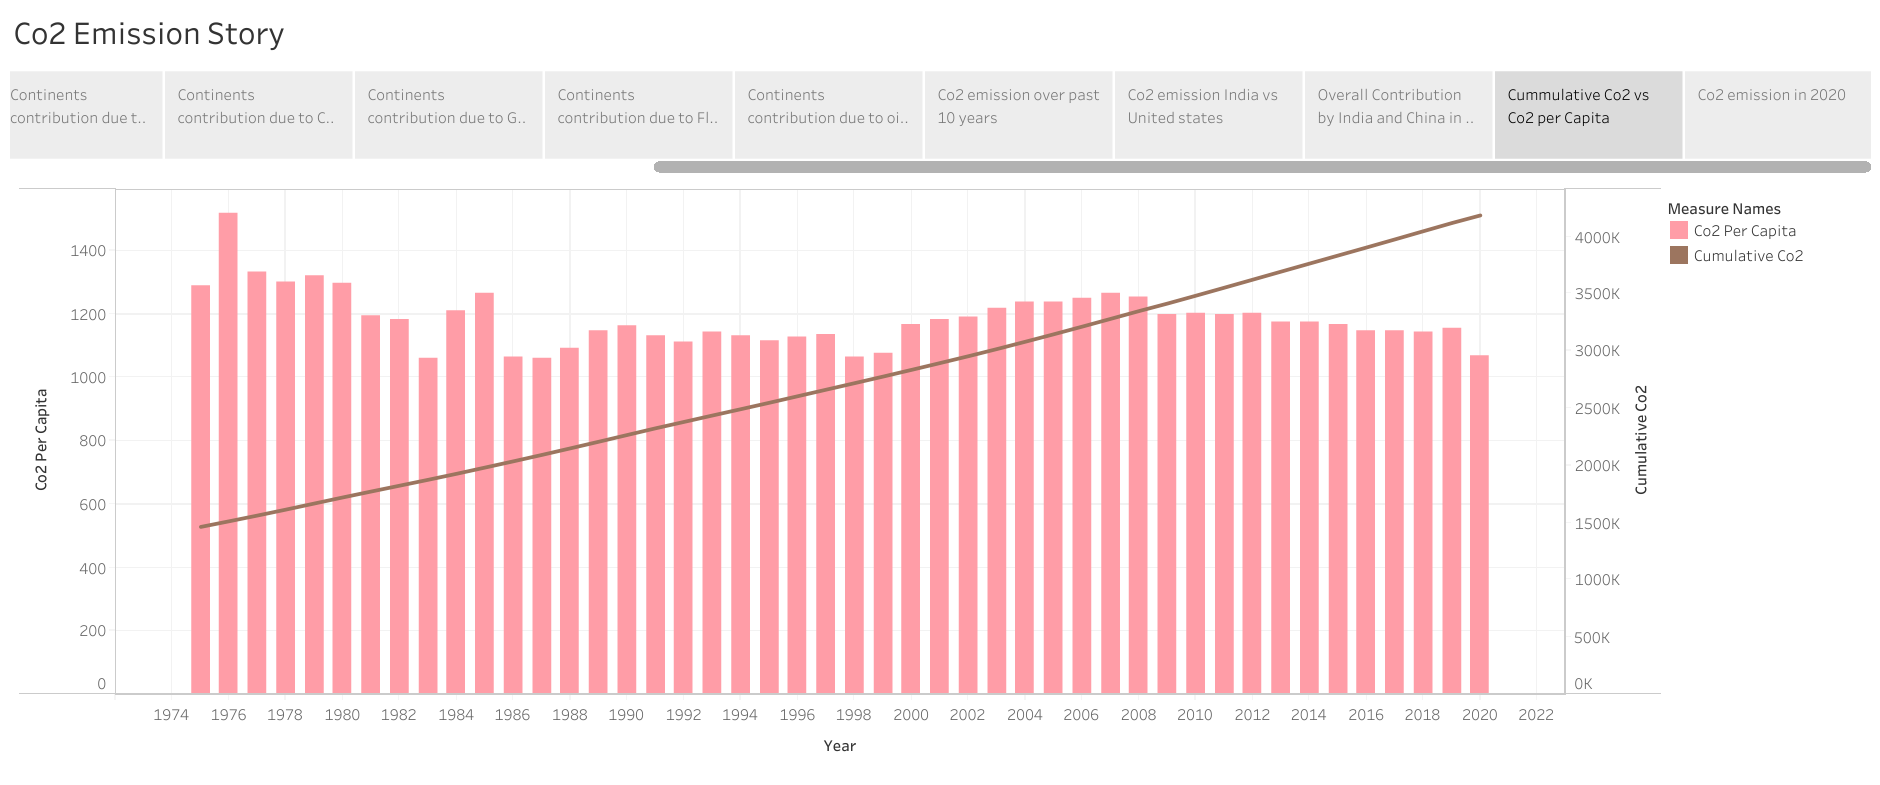 Co2 Emission Story
Continents
contribution due t..
Continents
contribution due to C..
Continents
contribution due to G..
Continents
contribution due to Fl..
Continents
contribution due to oi..
Co2 emission over past
10 years
Co2 emission India vs
United states
Overall Contribution
by India and China in ..
Cummulative Co2 vs
Co2 per Capita
Co2 emission in 2020
Co2 Per Capita
1400
1200
1000
800
600
400
200
0
4000K
3500K
3000K
2500K
2000K
1500K
1000K
500K
0K
Cumulative Co2
Measure Names
Co2 Per Capita
Cumulative Co2
1974 1976 1978 1980 1982 1984 1986 1988 1990 1992 1994 1996 1998 2000 2002 2004 2006 2008 2010 2012 2014 2016 2018 2020 2022
Year